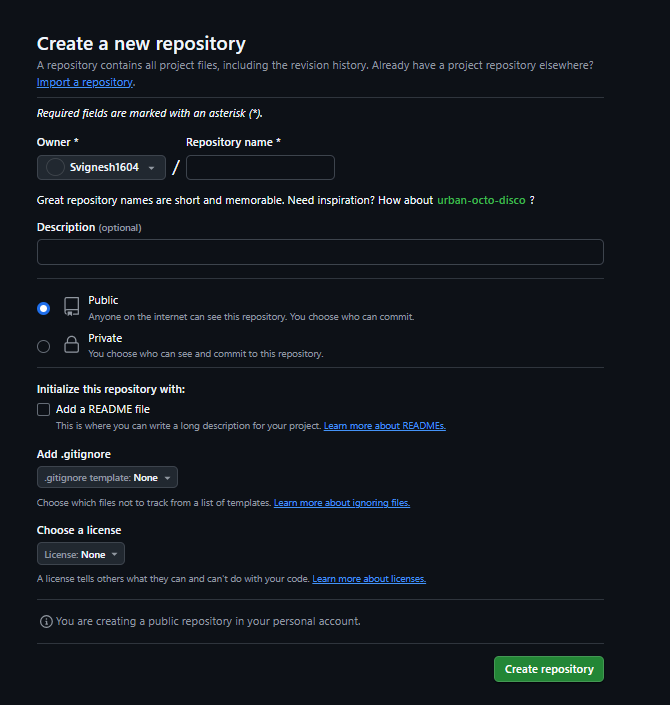 Create a new repository
A repository contains all project files, including the revision history. Already have a project repository elsewhere?
Import a repository.
Required fields are marked with an asterisk (*).
Owner * Repository name *
Svignesh1604 /
Great repository names are short and memorable. Need inspiration? How about urban-octo-disco ?
Description (optional)
Public
Anyone on the internet can see this repository. You choose who can commit.
Private
You choose who can see and commit to this repository.
Initialize this repository with:
Add a README file
This is where you can write a long description for your project. Learn more about READMEs.
Add .gitignore
.gitignore template: None
Choose which files not to track from a list of templates. Learn more about ignoring files.
Choose a license
License: None
A license tells others what they can and can't do with your code. Learn more about licenses.
You are creating a public repository in your personal account.
Create repository